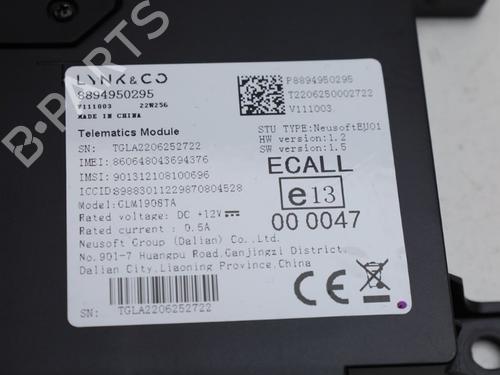 B-PARTS
LYNK&CO
8894950295
V111003 22W256
MADE IN CHINA
Telematics Module
SN: TGLA2206252722
IMEI: 860648043694376
IMSI: 901312108100696
ICCID:89883011229870804528
Model:GLM1908TA
Rated voltage: DC +12V
Rated current : 0.5A
Neusoft Group (Dalian) Co., Ltd.
No.901-7 Huangpu Road,Ganjingzi District,
Dalian City,Liaoning Province,China
SN: TGLA2206252722
P8894950295
T2206250002722
V111003
STU TYPE:NeusoftEU01
HW version:1.2
SW version:1.5
ECALL
e13
00 0047
CE